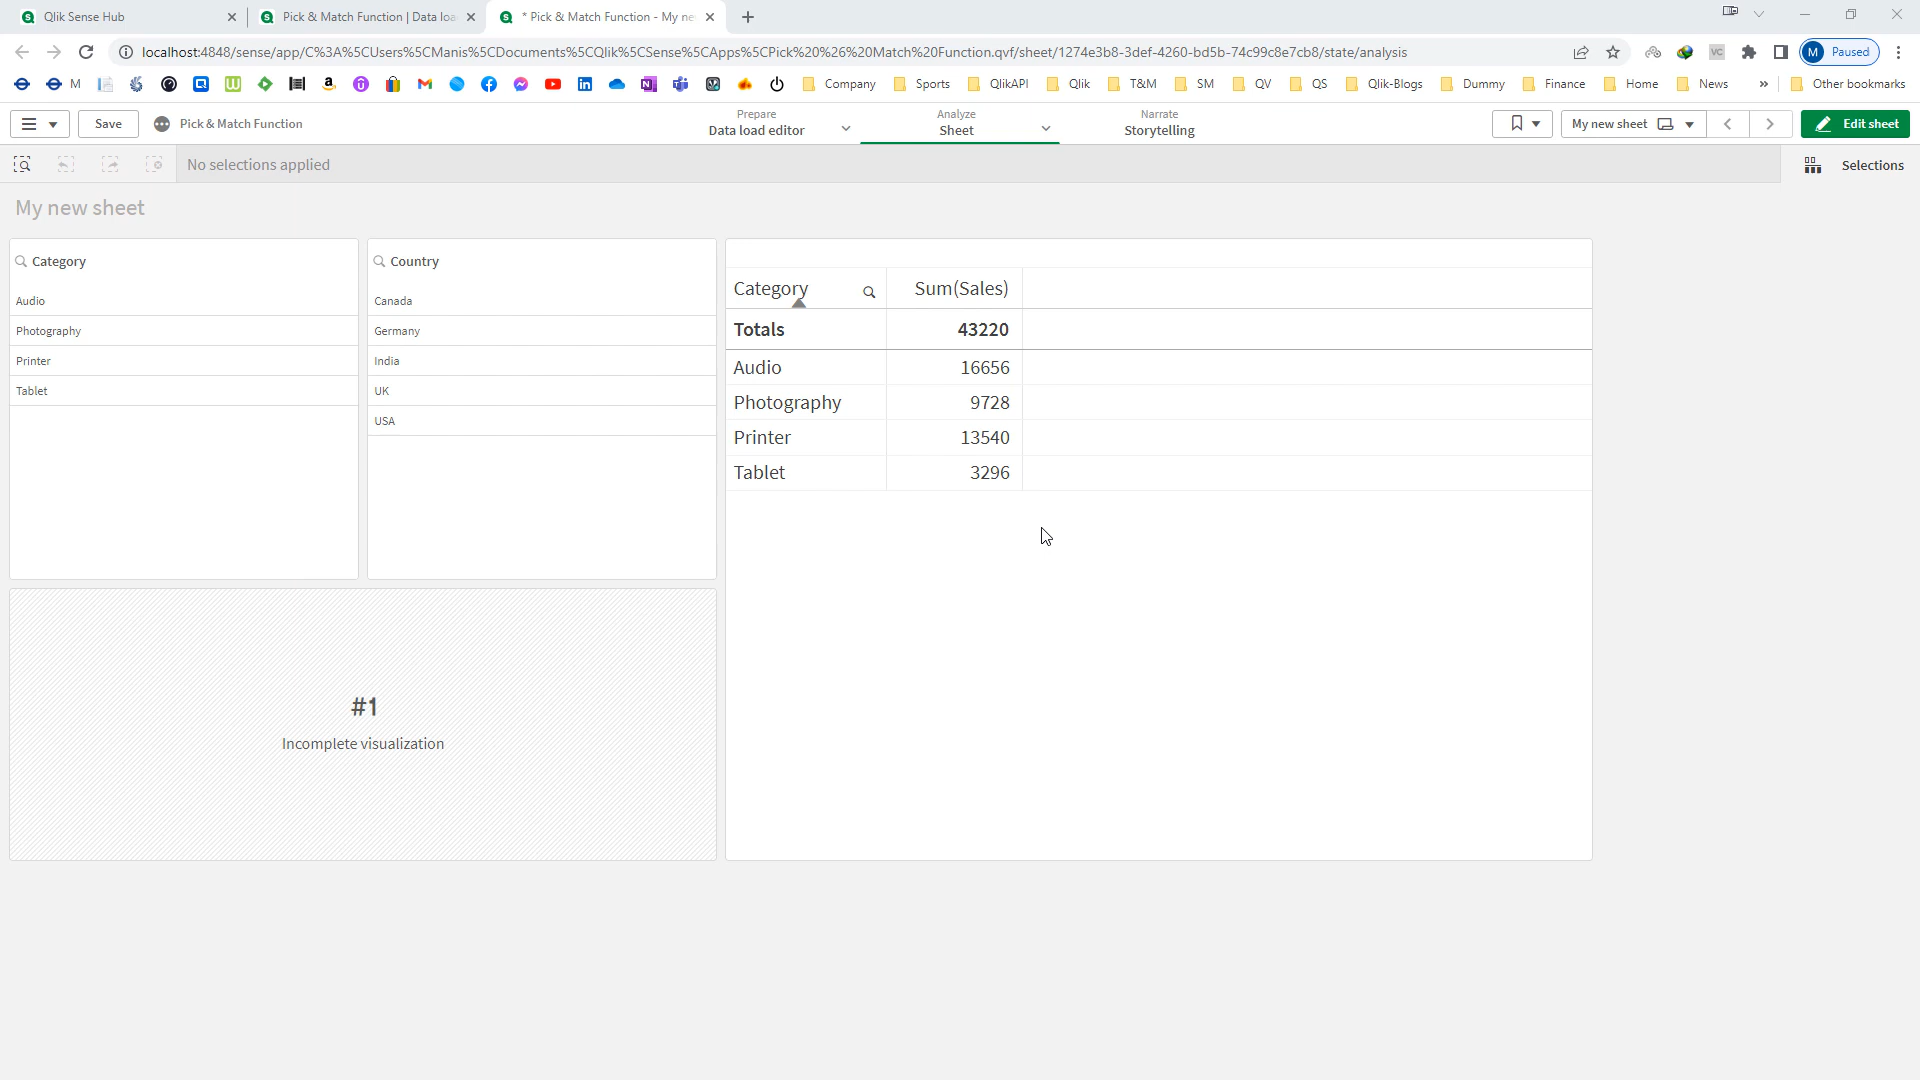 Qlik Sense Hub
Pick & Match Function | Data loa
* Pick & Match Function - My ne
localhost:4848/sense/app/C%3A%5CUsers%5CManis%5CDocuments%5CQlik%5CSense%5CApps%5CPick%20%26%20Match%20Function.qvf/sheet/1274e3b8-3def-4260-bd5b-74c99c8e7cb8/state/analysis
VC
M Paused
M
Company
Sports
QlikAPI
Qlik
T&M
SM
QV
QS
Qlik-Blogs
Dummy
Finance
Home
News
»
Other bookmarks
Save
Pick & Match Function
Prepare
Data load editor
Analyze
Sheet
Narrate
Storytelling
My new sheet
Edit sheet
No selections applied
Selections
My new sheet
Category
Audio
Photography
Printer
Tablet
Country
Canada
Germany
India
UK
USA
Category Sum(Sales)
Totals 43220
Audio 16656
Photography 9728
Printer 13540
Tablet 3296
#1
Incomplete visualization